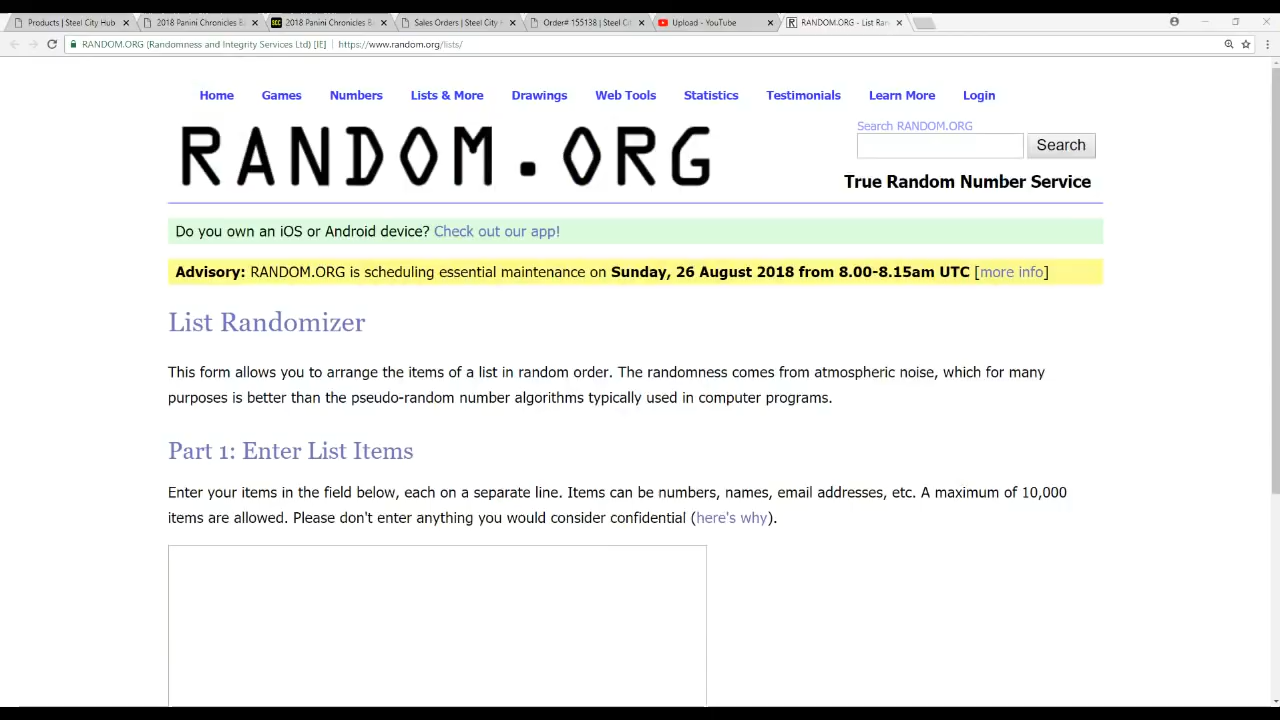 Products | Steel City Hub
2018 Panini Chronicles Ba
SCC 2018 Panini Chronicles B
Sales Orders | Steel City H
Order# 155138 | Steel Ci
Upload - YouTube
RANDOM.ORG - List Ran
RANDOM.ORG (Randomness and Integrity Services Ltd) [IE] | https://www.random.org/lists/
Home Games Numbers Lists & More Drawings Web Tools Statistics Testimonials Learn More Login
RANDOM.ORG
Search RANDOM.ORG
Search
True Random Number Service
Do you own an iOS or Android device? Check out our app!
Advisory: RANDOM.ORG is scheduling essential maintenance on Sunday, 26 August 2018 from 8.00-8.15am UTC [more info]
List Randomizer
This form allows you to arrange the items of a list in random order. The randomness comes from atmospheric noise, which for many
purposes is better than the pseudo-random number algorithms typically used in computer programs.
Part 1: Enter List Items
Enter your items in the field below, each on a separate line. Items can be numbers, names, email addresses, etc. A maximum of 10,000
items are allowed. Please don't enter anything you would consider confidential (here's why).